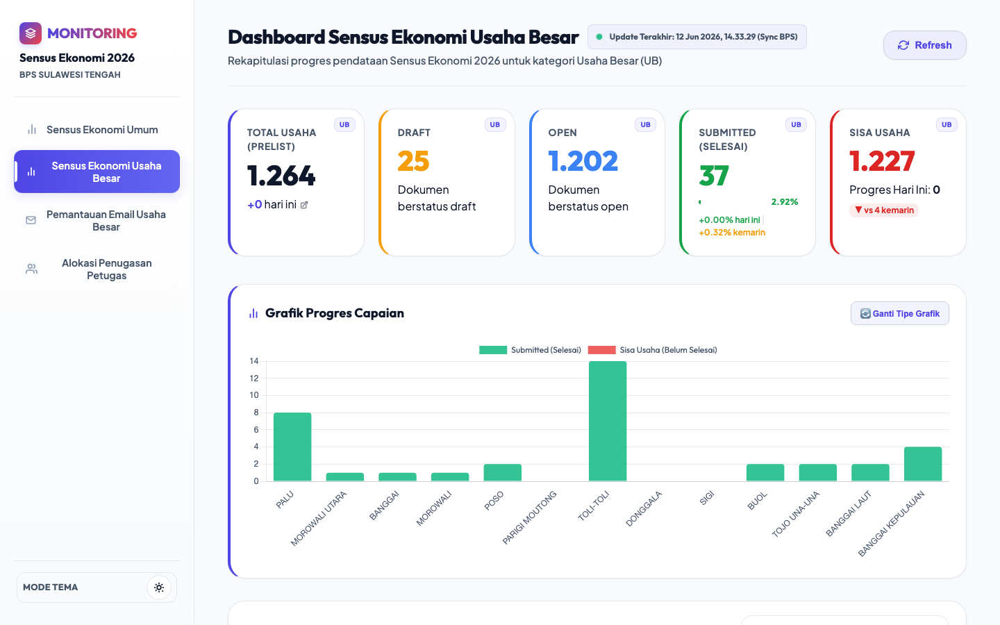 MONITORING
Sensus Ekonomi 2026
BPS SULAWESI TENGAH
Sensus Ekonomi Umum
Sensus Ekonomi Usaha
Besar
Pemantauan Email Usaha
Besar
Alokasi Penugasan
Petugas
MODE TEMA
Dashboard Sensus Ekonomi Usaha Besar
Update Terakhir: 12 Jun 2026, 14.33.29 (Sync BPS)
Rekapitulasi progres pendataan Sensus Ekonomi 2026 untuk kategori Usaha Besar (UB)
Refresh
UB
TOTAL USAHA
(PRELIST)
1.264
+0 hari ini
UB
DRAFT
25
Dokumen
berstatus draft
UB
OPEN
1.202
Dokumen
berstatus open
UB
SUBMITTED
(SELESAI)
37
2.92%
+0.00% hari ini |
+0.32% kemarin
UB
SISA USAHA
1.227
Progres Hari Ini: 0
▼ vs 4 kemarin
Grafik Progres Capaian
Ganti Tipe Grafik
Submitted (Selesai)
Sisa Usaha (Belum Selesai)
14
12
10
8
6
4
2
0
PALU
MOROWALI UTARA
BANGGAI
MOROWALI
POSO
PARIGI MOUTONG
TOLI-TOLI
DONGGALA
SIGI
BUOL
TOJO UNA-UNA
BANGGAI LAUT
BANGGAI KEPULAUAN